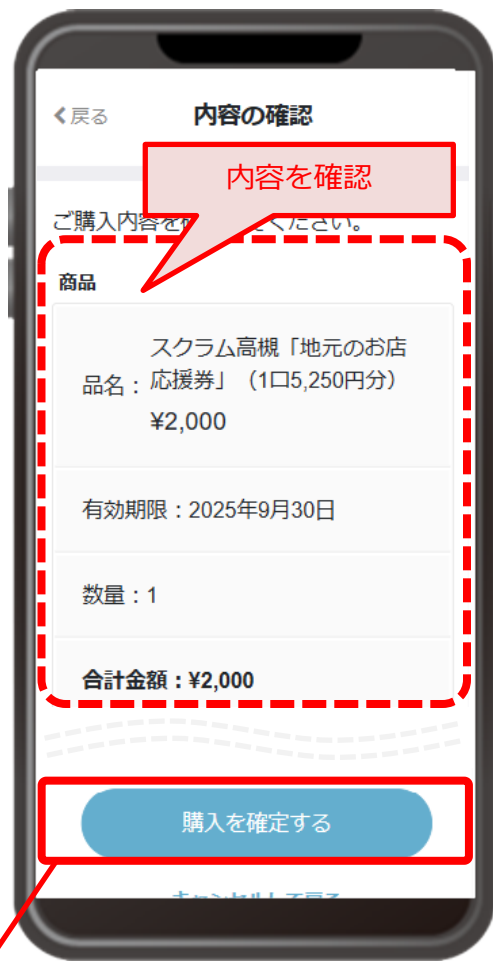 戻る
内容の確認
内容を確認
ご購入内容を ください。
商品
品名：
スクラム高槻「地元のお店
応援券」（1口5,250円分）
¥2,000
有効期限：2025年9月30日
数量：1
合計金額：¥2,000
購入を確定する